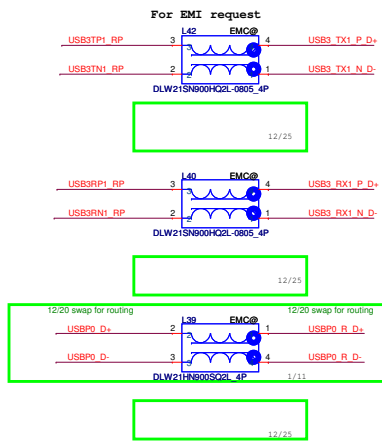 For EMI request
L42 EMC@
USB3TP1_RP 3 4 USB3_TX1_P_D+
USB3TN1_RP 2 1 USB3_TX1_N_D-
DLW21SN900HQ2L-0805_4P
12/25
L40 EMC@
USB3RP1_RP 3 4 USB3_RX1_P_D+
USB3RN1_RP 2 1 USB3_RX1_N_D-
DLW21SN900HQ2L-0805_4P
12/25
12/20 swap for routing 12/20 swap for routing
L39 EMC@
USBP0_D+ 2 1 USBP0_R_D+
USBP0_D- 3 4 USBP0_R_D-
DLW21HN900SQ2L_4P 1/11
12/25